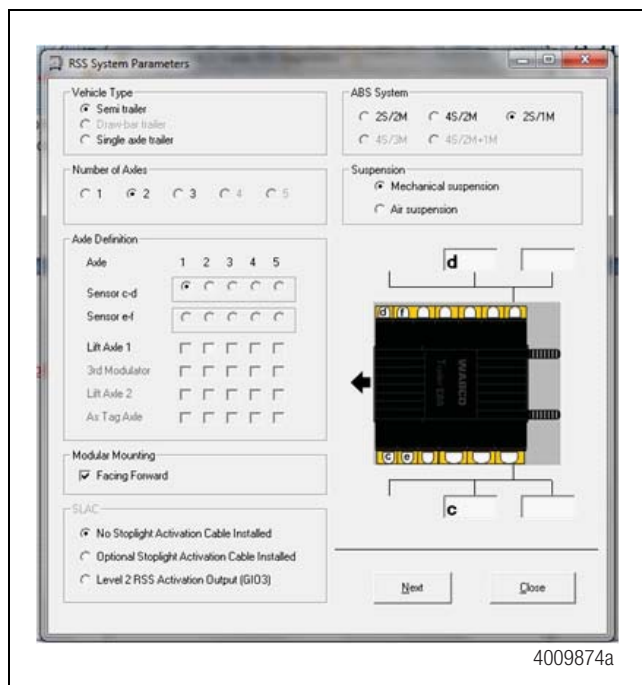 RSS System Parameters
Vehicle Type
Semi trailer
Draw-bar trailer
Single axle trailer
ABS System
2S/2M 4S/2M 2S/1M
4S/3M 4S/2M+1M
Number of Axles
1 2 3 4 5
Suspension
Mechanical suspension
Air suspension
Axle Definition
Axle 1 2 3 4 5
Sensor c-d
Sensor e-f
Lift Axle 1
3rd Modulator
Lift Axle 2
As Tag Axle
d
d f
WABCO
c e
c
Modular Mounting
Facing Forward
SLAC
No Stoplight Activation Cable Installed
Optional Stoplight Activation Cable Installed
Level 2 RSS Activation Output (GIO3)
Next Close
4009874a